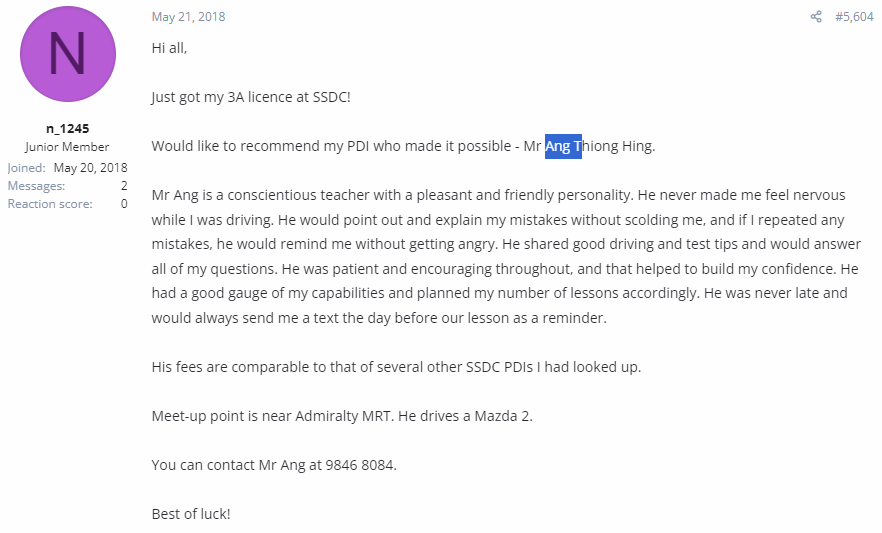 N
n_1245
Junior Member
Joined: May 20, 2018
Messages: 2
Reaction score: 0
May 21, 2018
#5,604
Hi all,
Just got my 3A licence at SSDC!
Would like to recommend my PDI who made it possible - Mr Ang Thiong Hing.
Mr Ang is a conscientious teacher with a pleasant and friendly personality. He never made me feel nervous
while I was driving. He would point out and explain my mistakes without scolding me, and if I repeated any
mistakes, he would remind me without getting angry. He shared good driving and test tips and would answer
all of my questions. He was patient and encouraging throughout, and that helped to build my confidence. He
had a good gauge of my capabilities and planned my number of lessons accordingly. He was never late and
would always send me a text the day before our lesson as a reminder.
His fees are comparable to that of several other SSDC PDIs I had looked up.
Meet-up point is near Admiralty MRT. He drives a Mazda 2.
You can contact Mr Ang at 9846 8084.
Best of luck!